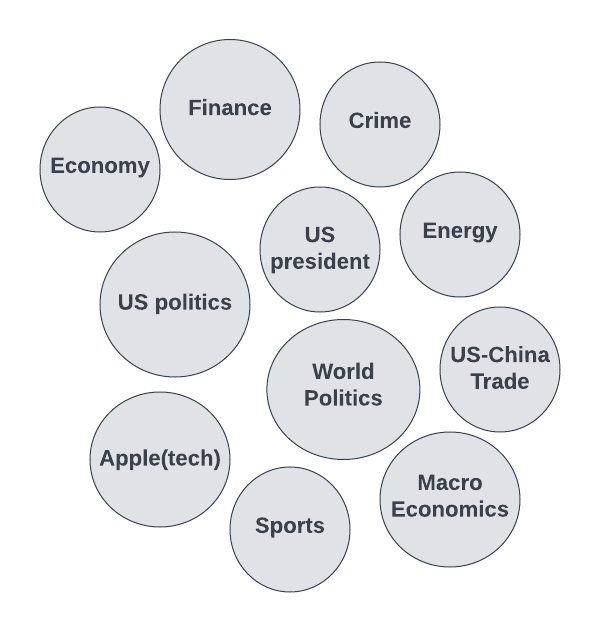 Finance
Crime
Economy
US
president
Energy
US politics
World
Politics
US-China
Trade
Apple(tech)
Macro
Economics
Sports